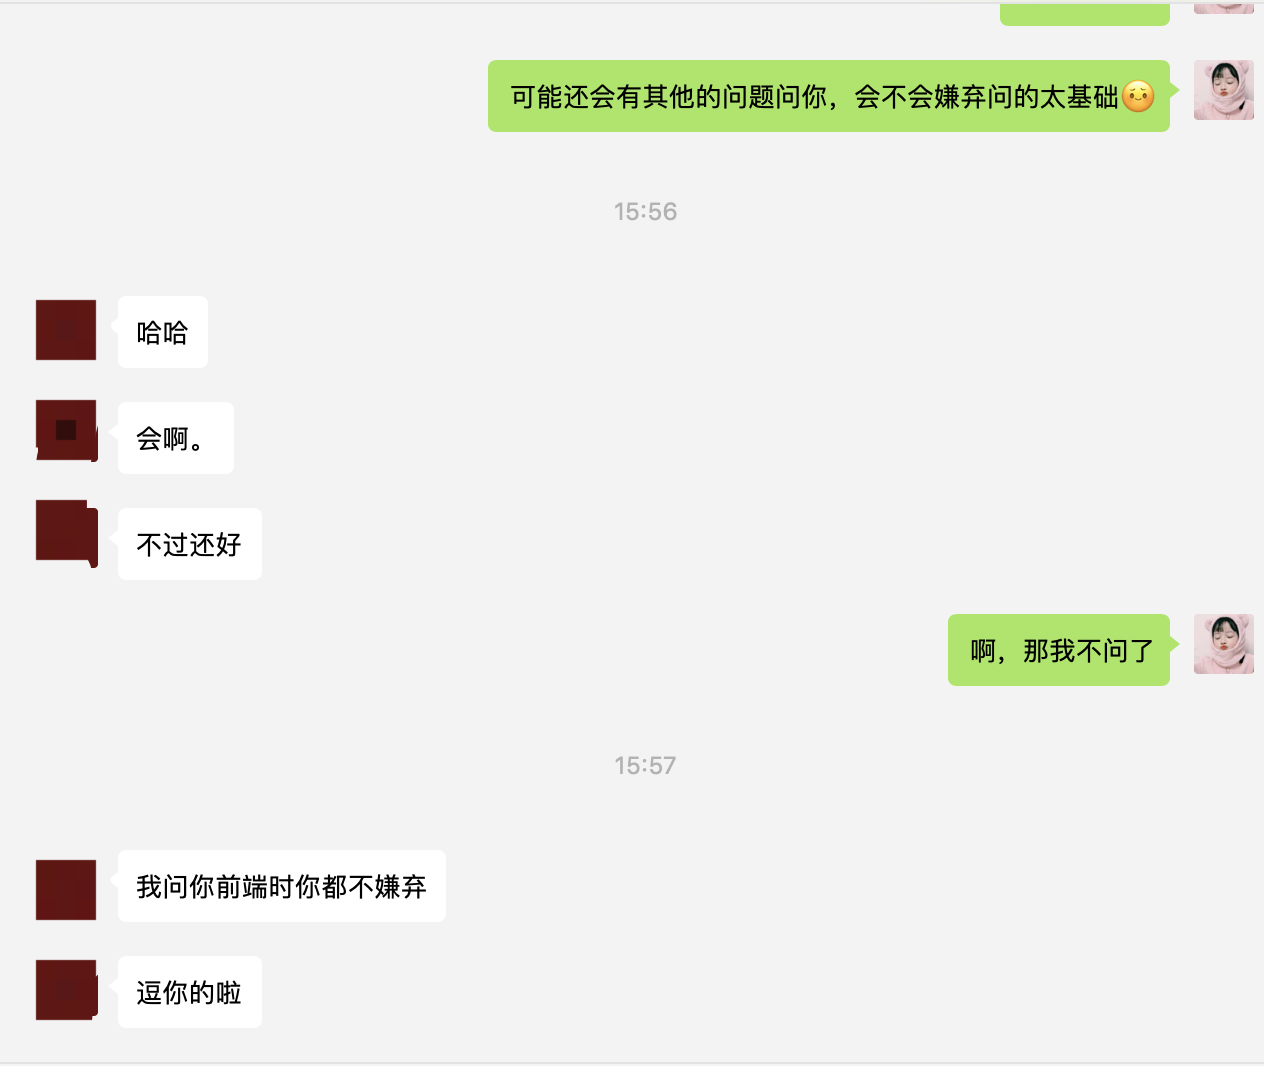 可能还会有其他的问题问你，会不会嫌弃问的太基础☺️
15:56
哈哈
会啊。
不过还好
啊，那我不问了
15:57
我问你前端时你都不嫌弃
逗你的啦